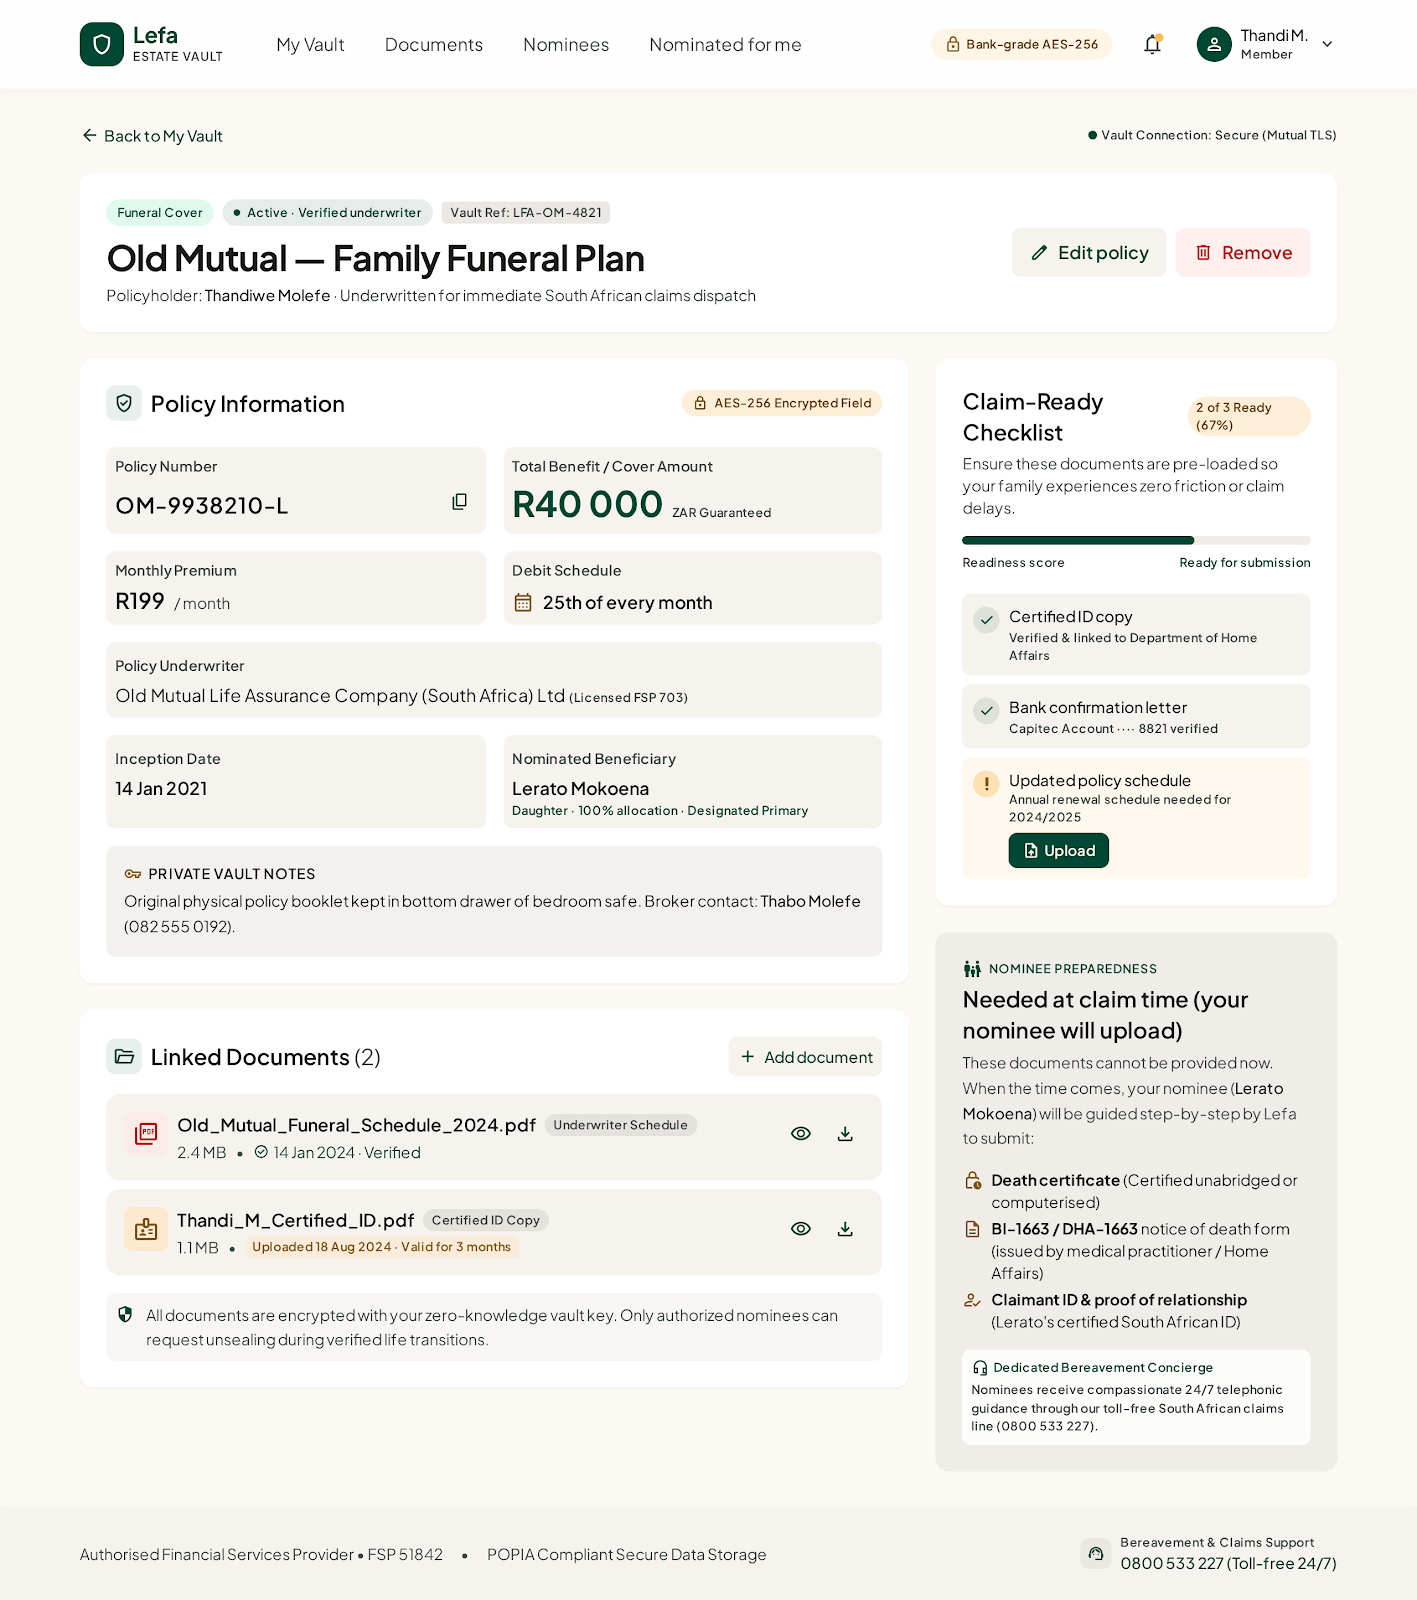 Lefa
ESTATE VAULT
My Vault
Documents
Nominees
Nominated for me
Bank-grade AES-256
Thandi M.
Member
Back to My Vault
Vault Connection: Secure (Mutual TLS)
Funeral Cover
Active · Verified underwriter
Vault Ref: LFA-OM-4821
Old Mutual — Family Funeral Plan
Policyholder: Thandiwe Molefe · Underwritten for immediate South African claims dispatch
Edit policy
Remove
Policy Information
AES-256 Encrypted Field
Policy Number
OM-9938210-L
Total Benefit / Cover Amount
R40 000 ZAR Guaranteed
Monthly Premium
R199 / month
Debit Schedule
25th of every month
Policy Underwriter
Old Mutual Life Assurance Company (South Africa) Ltd (Licensed FSP 703)
Inception Date
14 Jan 2021
Nominated Beneficiary
Lerato Mokoena
Daughter · 100% allocation · Designated Primary
PRIVATE VAULT NOTES
Original physical policy booklet kept in bottom drawer of bedroom safe. Broker contact: Thabo Molefe
(082 555 0192).
Linked Documents (2)
Add document
PDF
Old_Mutual_Funeral_Schedule_2024.pdf
Underwriter Schedule
2.4 MB • 14 Jan 2024 · Verified
Thandi_M_Certified_ID.pdf
Certified ID Copy
1.1 MB • Uploaded 18 Aug 2024 · Valid for 3 months
All documents are encrypted with your zero-knowledge vault key. Only authorized nominees can
request unsealing during verified life transitions.
Claim-Ready
Checklist
2 of 3 Ready
(67%)
Ensure these documents are pre-loaded so
your family experiences zero friction or claim
delays.
Readiness score
Ready for submission
Certified ID copy
Verified & linked to Department of Home
Affairs
Bank confirmation letter
Capitec Account ···· 8821 verified
Updated policy schedule
Annual renewal schedule needed for
2024/2025
Upload
NOMINEE PREPAREDNESS
Needed at claim time (your
nominee will upload)
These documents cannot be provided now.
When the time comes, your nominee (Lerato
Mokoena) will be guided step-by-step by Lefa
to submit:
Death certificate (Certified unabridged or
computerised)
BI-1663 / DHA-1663 notice of death form
(issued by medical practitioner / Home
Affairs)
Claimant ID & proof of relationship
(Lerato's certified South African ID)
Dedicated Bereavement Concierge
Nominees receive compassionate 24/7 telephonic
guidance through our toll-free South African claims
line (0800 533 227).
Authorised Financial Services Provider • FSP 51842 • POPIA Compliant Secure Data Storage
Bereavement & Claims Support
0800 533 227 (Toll-free 24/7)